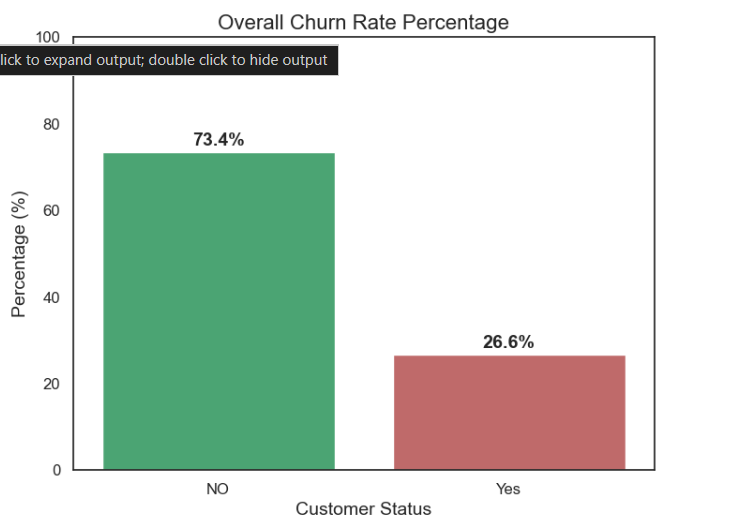 Overall Churn Rate Percentage
100
lick to expand output; double click to hide output
80
73.4%
60
Percentage (%)
40
26.6%
20
0
NO Yes
Customer Status